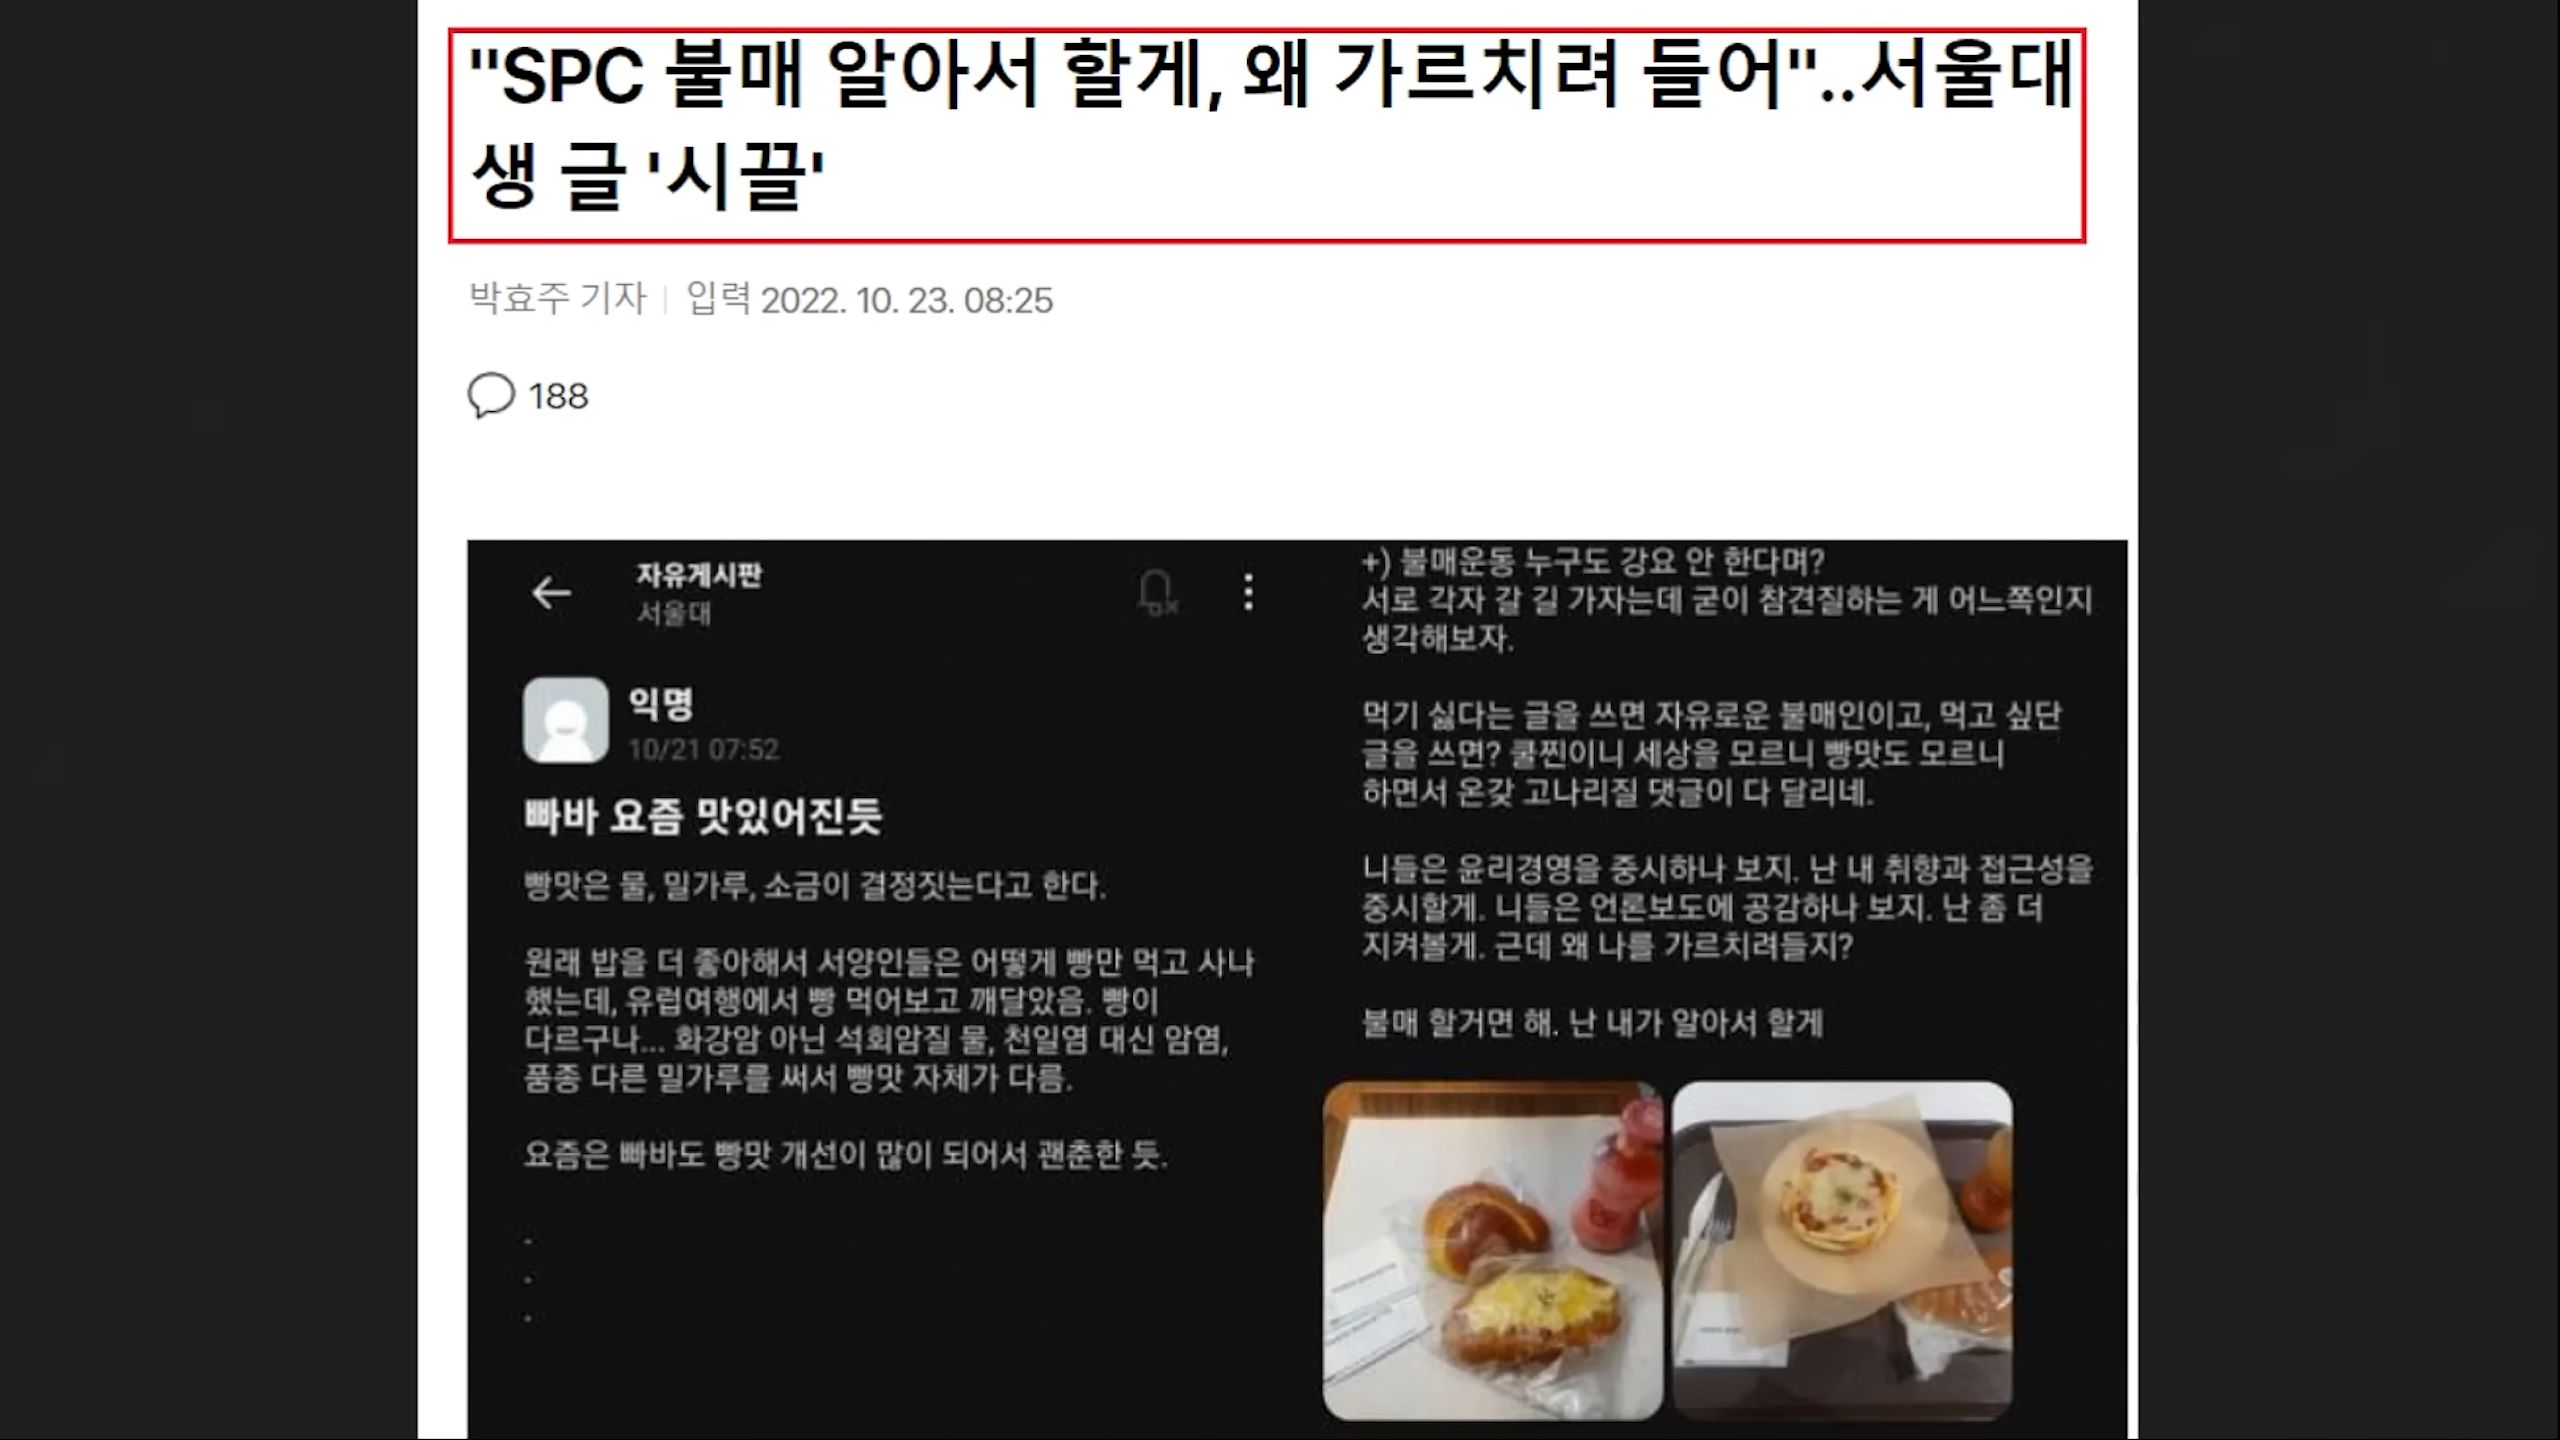 "SPC 불매 알아서 할게, 왜 가르치려 들어"..서울대
생 글 '시끌'
박효주 기자 | 입력 2022. 10. 23. 08:25
188
자유게시판
서울대
익명
10/21 07:52
빠바 요즘 맛있어진듯
빵맛은 물, 밀가루, 소금이 결정짓는다고 한다.
원래 밥을 더 좋아해서 서양인들은 어떻게 빵만 먹고 사나
했는데, 유럽여행에서 빵 먹어보고 깨달았음. 빵이
다르구나... 화강암 아닌 석회암질 물, 천일염 대신 암염,
품종 다른 밀가루를 써서 빵맛 자체가 다름.
요즘은 빠바도 빵맛 개선이 많이 되어서 괜춘한 듯.
.
.
.
+) 불매운동 누구도 강요 안 한다며?
서로 각자 갈 길 가자는데 굳이 참견질하는 게 어느쪽인지
생각해보자.
먹기 싫다는 글을 쓰면 자유로운 불매인이고, 먹고 싶단
글을 쓰면? 쿨찐이니 세상을 모르니 빵맛도 모르니
하면서 온갖 고나리질 댓글이 다 달리네.
니들은 윤리경영을 중시하나 보지. 난 내 취향과 접근성을
중시할게. 니들은 언론보도에 공감하나 보지. 난 좀 더
지켜볼게. 근데 왜 나를 가르치려들지?
불매 할거면 해. 난 내가 알아서 할게